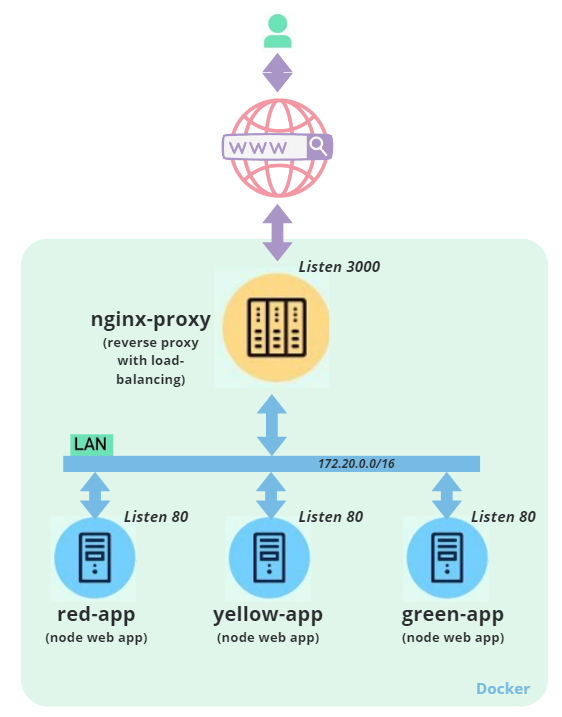 WWW
Listen 3000
nginx-proxy
(reverse proxy
with load-
balancing)
LAN
172.20.0.0/16
Listen 80
Listen 80
Listen 80
red-app
(node web app)
yellow-app
(node web app)
green-app
(node web app)
Docker